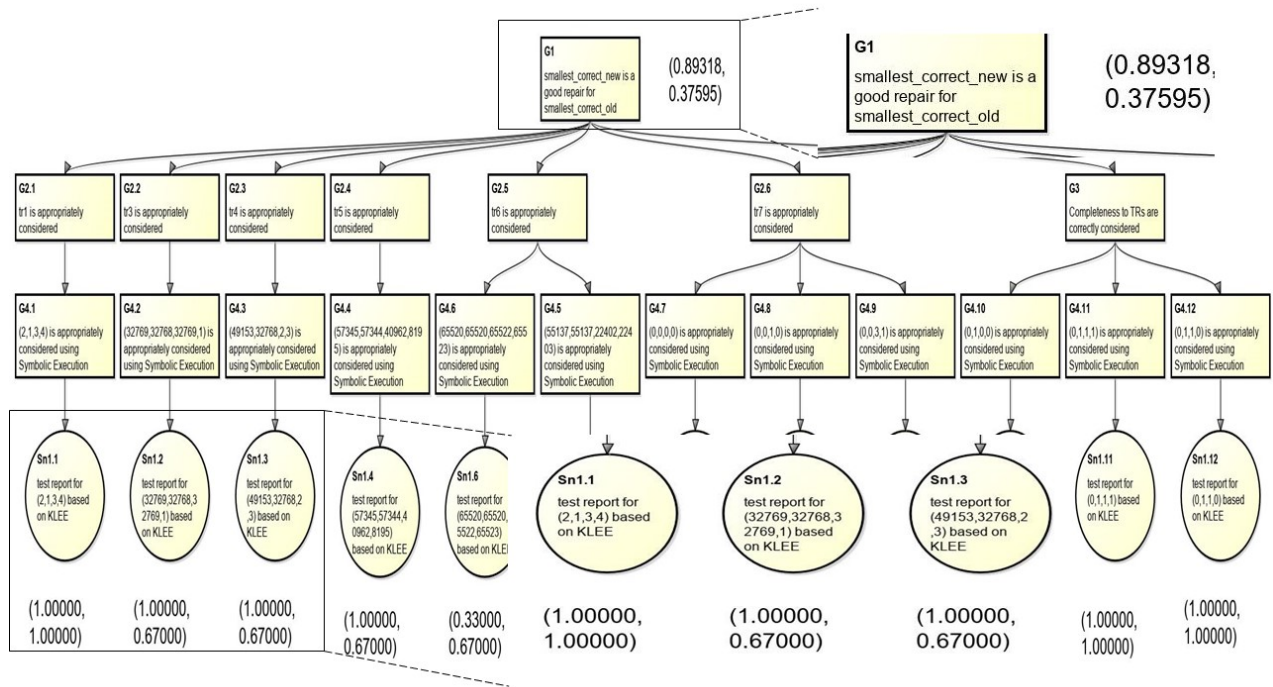 G1
smallest_correct_new is a
good repair for
smallest_correct_old
(0.89318,
0.37595)
G1
smallest_correct_new is a
good repair for
smallest_correct_old
(0.89318,
0.37595)
G2.1
tr1 is appropriately
considered
G2.2
tr3 is appropriately
considered
G2.3
tr4 is appropriately
considered
G2.4
tr5 is appropriately
considered
G2.5
tr6 is appropriately
considered
G2.6
tr7 is appropriately
considered
G3
Completeness to TRs are
correctly considered
G4.1
(2,1,3,4) is appropriately
considered using
Symbolic Execution
G4.2
(32769,32768,32769,1) is
appropriately considered
using Symbolic Execution
G4.3
(49153,32768,2,3) is
appropriately considered
using Symbolic Execution
G4.4
(57345,57344,40962,819
5) is appropriately
considered using
Symbolic Execution
G4.6
(65520,65520,65522,655
23) is appropriately
considered using
Symbolic Execution
G4.5
(55137,55137,22402,224
03) is appropriately
considered using
Symbolic Execution
G4.7
(0,0,0,0) is appropriately
considered using
Symbolic Execution
G4.8
(0,0,1,0) is appropriately
considered using
Symbolic Execution
G4.9
(0,0,3,1) is appropriately
considered using
Symbolic Execution
G4.10
(0,1,0,0) is appropriately
considered using
Symbolic Execution
G4.11
(0,1,1,1) is appropriately
considered using
Symbolic Execution
G4.12
(0,1,1,0) is appropriately
considered using
Symbolic Execution
Sn1.1
test report for
(2,1,3,4) based
on KLEE
Sn1.2
test report for
(32769,32768,3
2769,1) based
on KLEE
Sn1.3
test report for
(49153,32768,2
,3) based on
KLEE
Sn1.4
test report for
(57345,57344,4
0962,8195)
based on KLEE
Sn1.6
test report for
(65520,65520,
5522,65523)
based on KLE
Sn1.1
test report for
(2,1,3,4) based
on KLEE
Sn1.2
test report for
(32769,32768,3
2769,1) based
on KLEE
Sn1.3
test report for
(49153,32768,2
,3) based on
KLEE
Sn1.11
test report for
(0,1,1,1) based
on KLEE
Sn1.12
test report for
(0,1,1,0) based
on KLEE
(1.00000,
1.00000)
(1.00000,
0.67000)
(1.00000,
0.67000)
(1.00000,
0.67000)
(0.33000,
0.67000)
(1.00000,
1.00000)
(1.00000,
0.67000)
(1.00000,
0.67000)
(1.00000,
1.00000)
(1.00000,
1.00000)